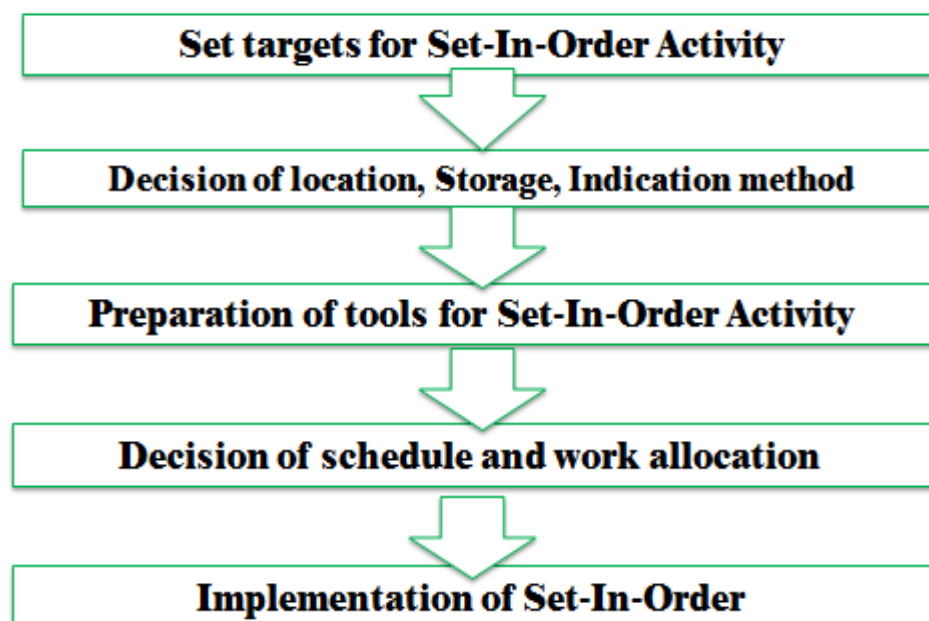 Set targets for Set-In-Order Activity
Decision of location, Storage, Indication method
Preparation of tools for Set-In-Order Activity
Decision of schedule and work allocation
Implementation of Set-In-Order